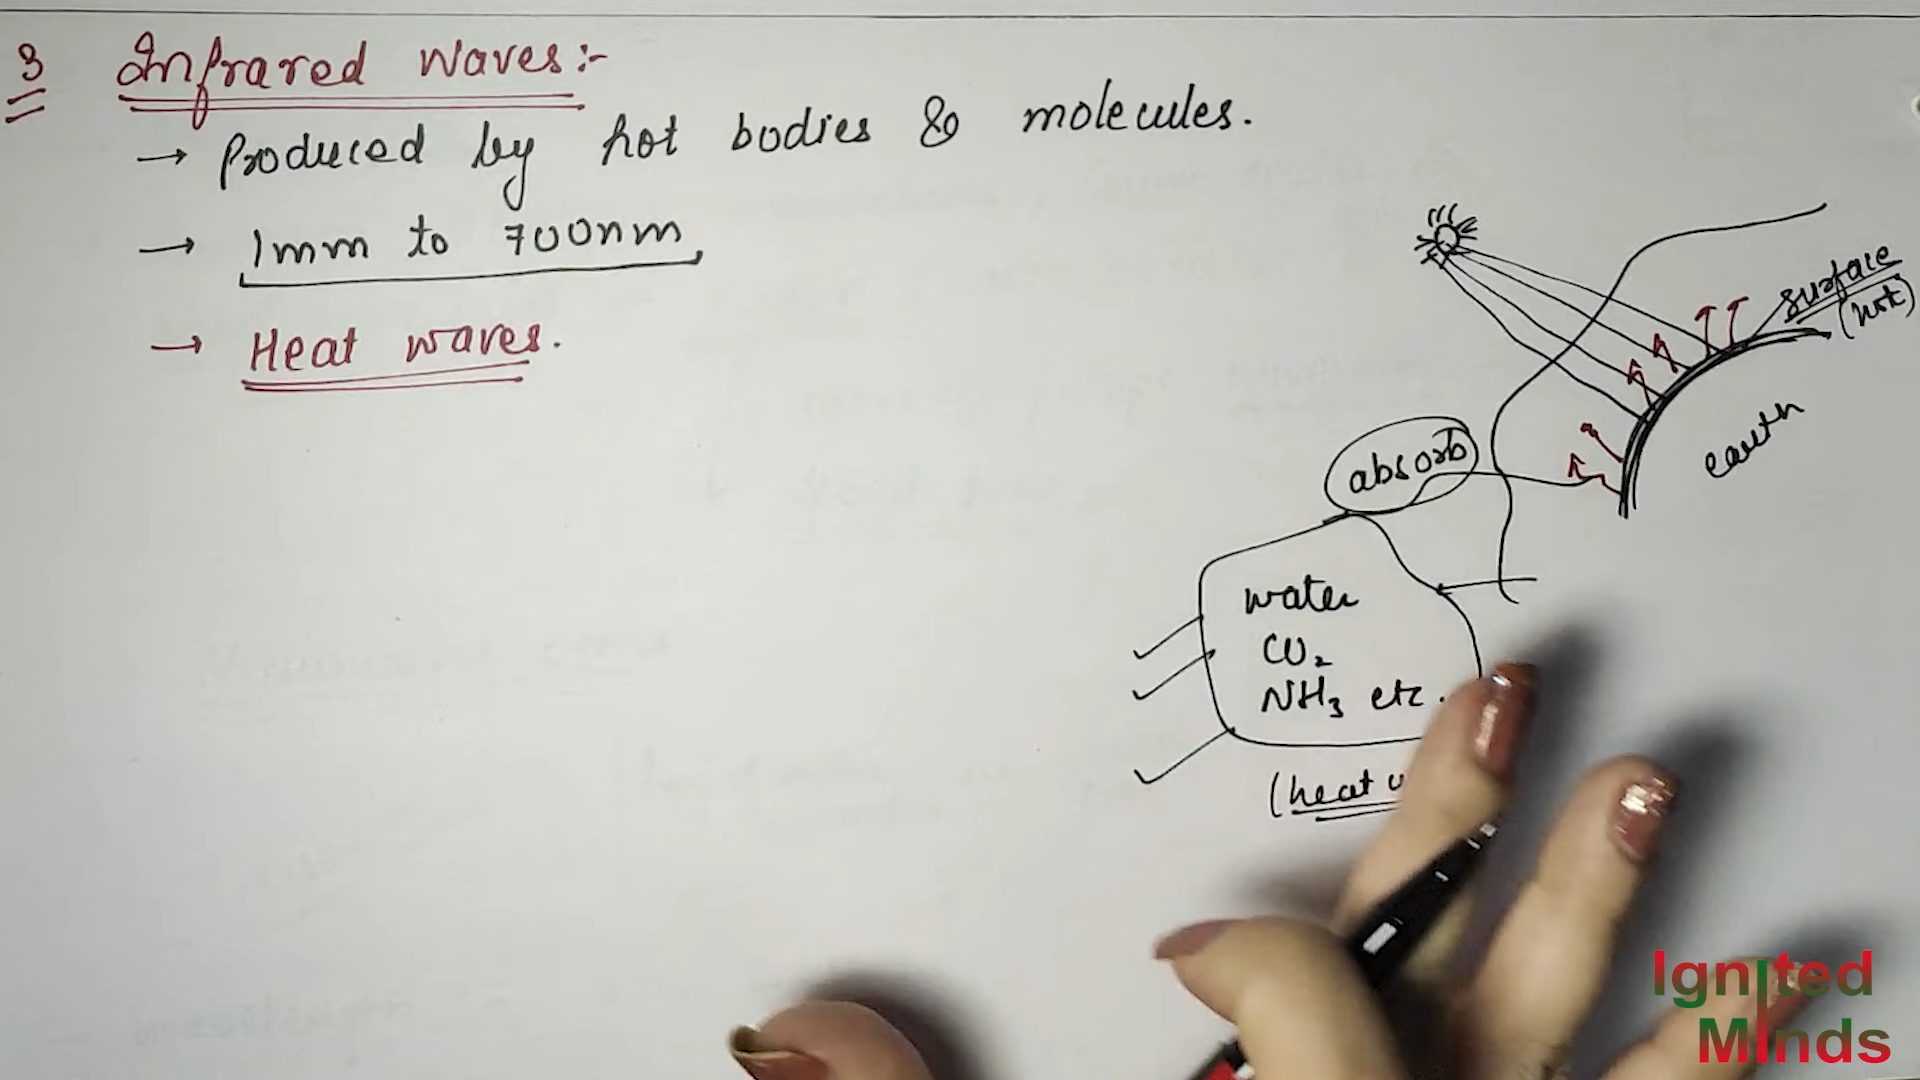 3 Infrared waves:-
→ Produced by hot bodies & molecules.
→ 1mm to 700nm
→ Heat waves.
surface
(hot)
earth
absorb
water
CO₂
NH₃ etc.
(heat
Ignited
Minds